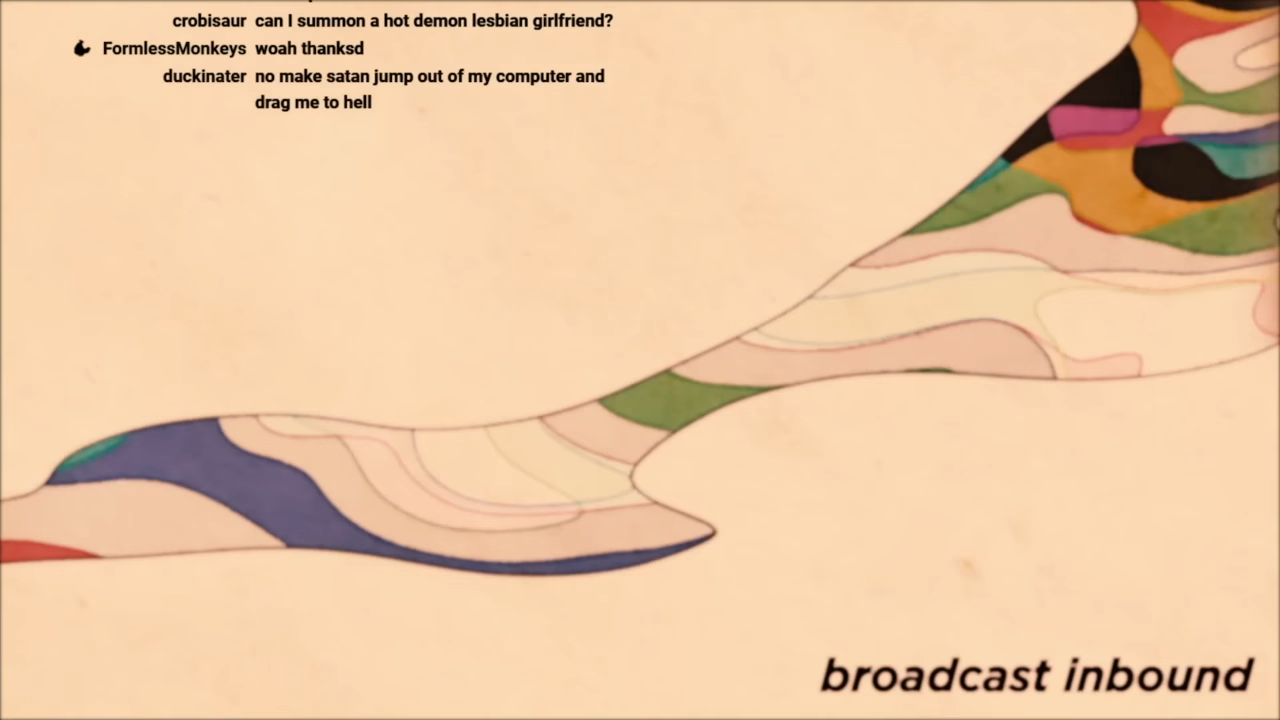 crobisaur can I summon a hot demon lesbian girlfriend?
FormlessMonkeys woah thanksd
duckinater no make satan jump out of my computer and
drag me to hell
broadcast inbound